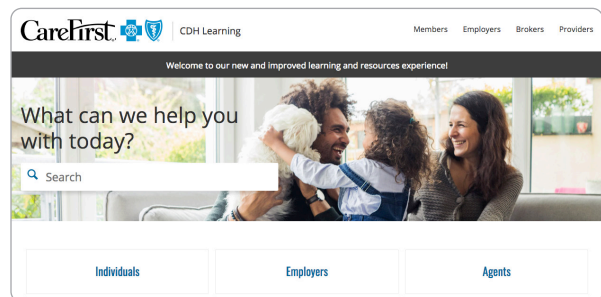 CareFirst
CDH Learning
Members Employers Brokers Providers
Welcome to our new and improved learning and resources experience!
What can we help you
with today?
Search
Individuals Employers Agents